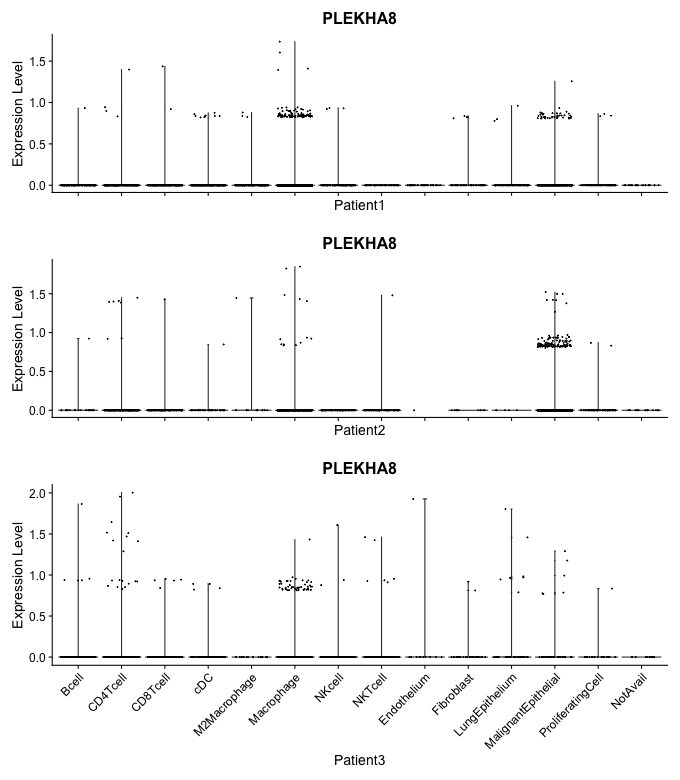 PLEKHA8
Expression Level
1.5
1.0
0.5
0.0
Patient1
PLEKHA8
Expression Level
1.5
1.0
0.5
0.0
Patient2
PLEKHA8
Expression Level
2.0
1.5
1.0
0.5
0.0
Bcell
CD4Tcell
CD8Tcell
cDC
M2Macrophage
Macrophage
NKcell
NKTcell
Endothelium
Fibroblast
LungEpithelium
MalignantEpithelial
ProliferatingCell
NotAvail
Patient3